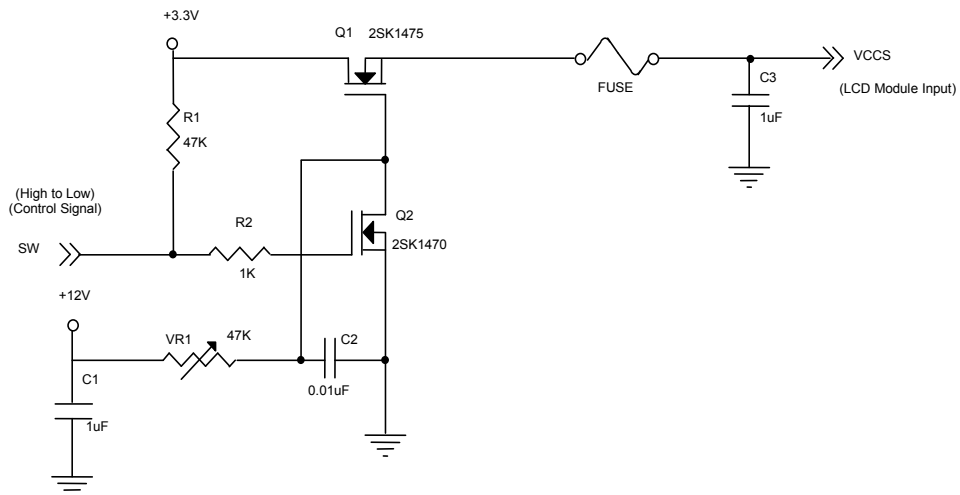 +3.3V
Q1 2SK1475
VCCS
FUSE
C3
(LCD Module Input)
R1
1uF
47K
(High to Low)
(Control Signal)
R2
Q2
SW
2SK1470
1K
+12V
VR1
47K
C2
C1
0.01uF
1uF